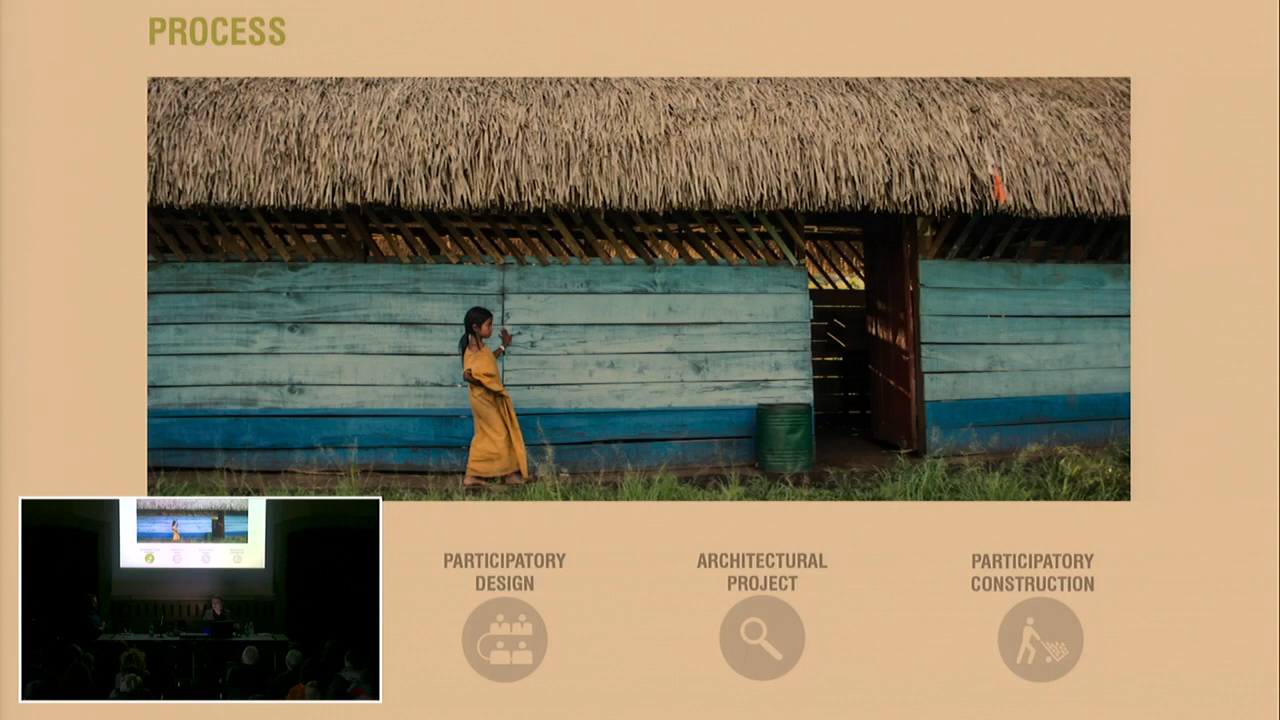 PROCESS
PARTICIPATORY
DESIGN
ARCHITECTURAL
PROJECT
PARTICIPATORY
CONSTRUCTION